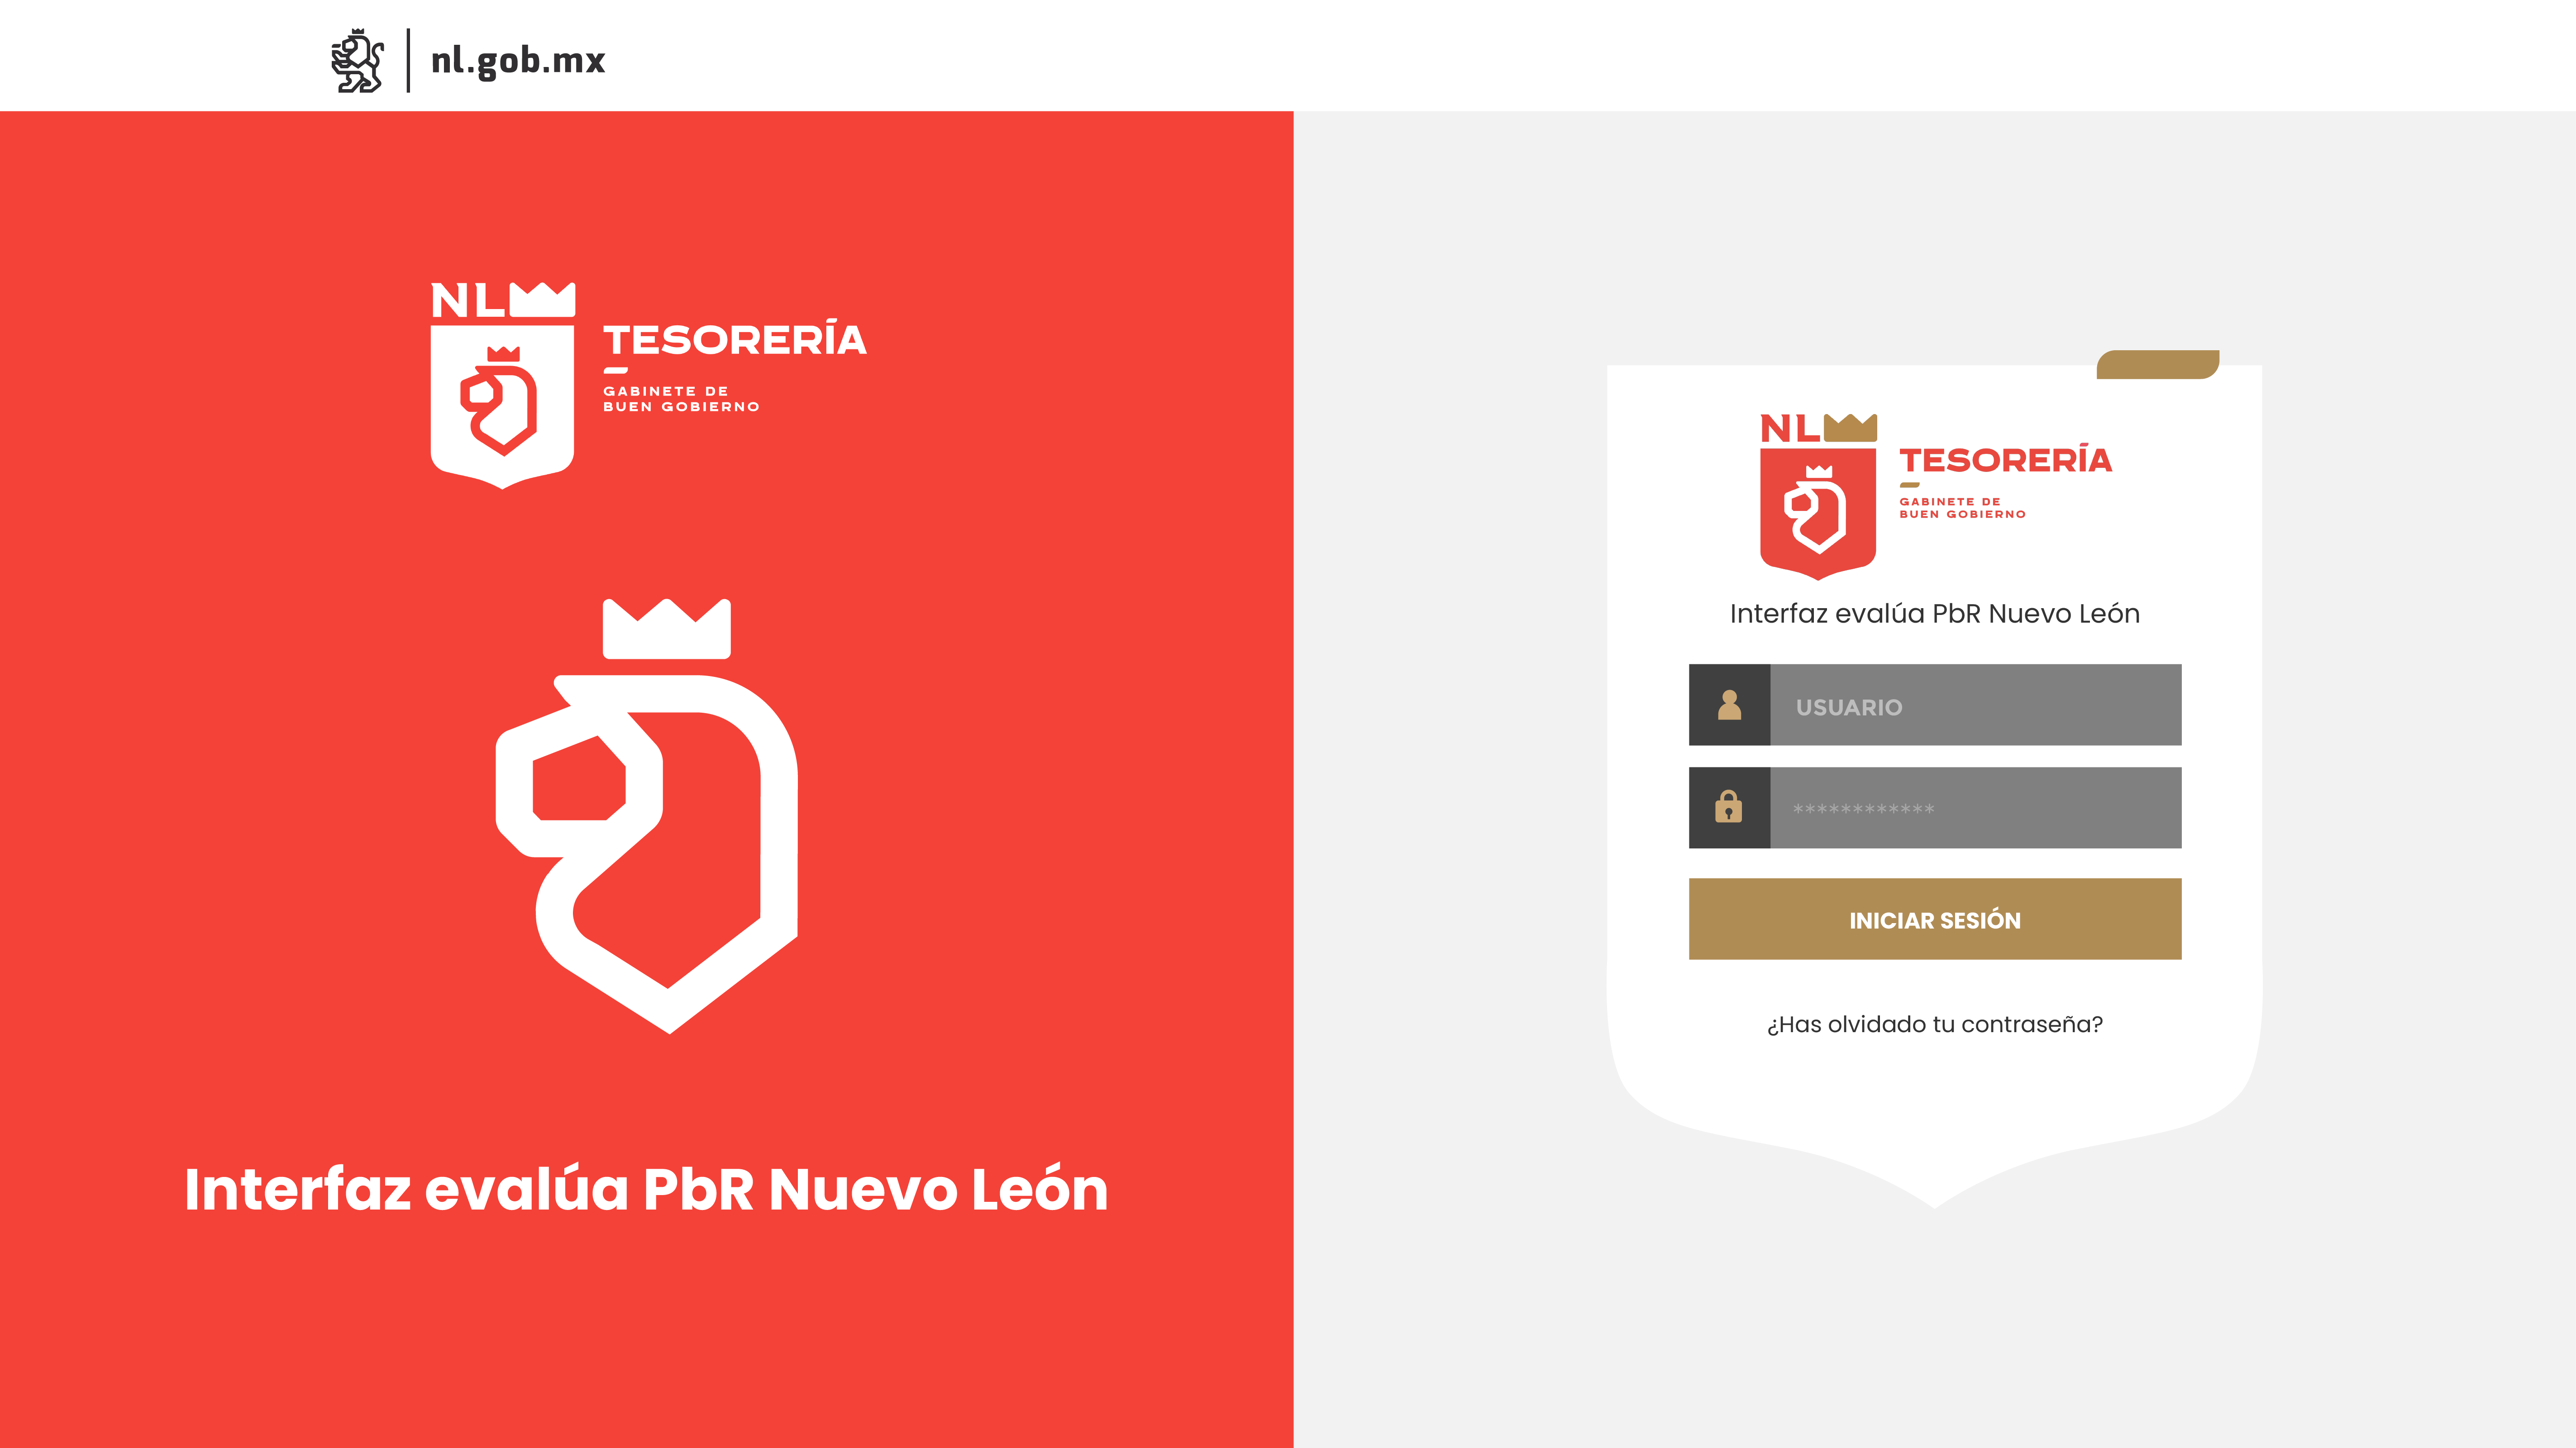 nl.gob.mx
NL
TESORERÍA
GABINETE DE
BUEN GOBIERNO
Interfaz evalúa PbR Nuevo León
NL
TESORERÍA
GABINETE DE
BUEN GOBIERNO
Interfaz evalúa PbR Nuevo León
USUARIO
************
INICIAR SESIÓN
¿Has olvidado tu contraseña?